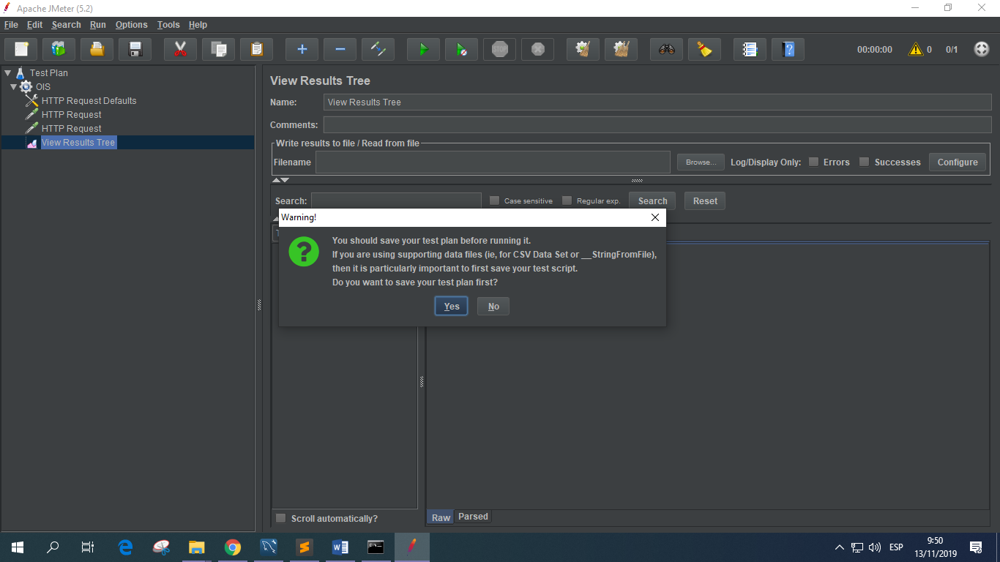 Apache JMeter (5.2)
File Edit Search Run Options Tools Help
STOP
00:00:00 0 0/1
Test Plan
OIS
HTTP Request Defaults
HTTP Request
HTTP Request
View Results Tree
View Results Tree
Name: View Results Tree
Comments:
Write results to file / Read from file
Filename Browse... Log/Display Only: Errors Successes Configure
Search: Case sensitive Regular exp. Search Reset
Warning!
You should save your test plan before running it.
If you are using supporting data files (ie, for CSV Data Set or __StringFromFile),
then it is particularly important to first save your test script.
Do you want to save your test plan first?
Yes No
Scroll automatically?
Raw Parsed
ESP
9:50
13/11/2019